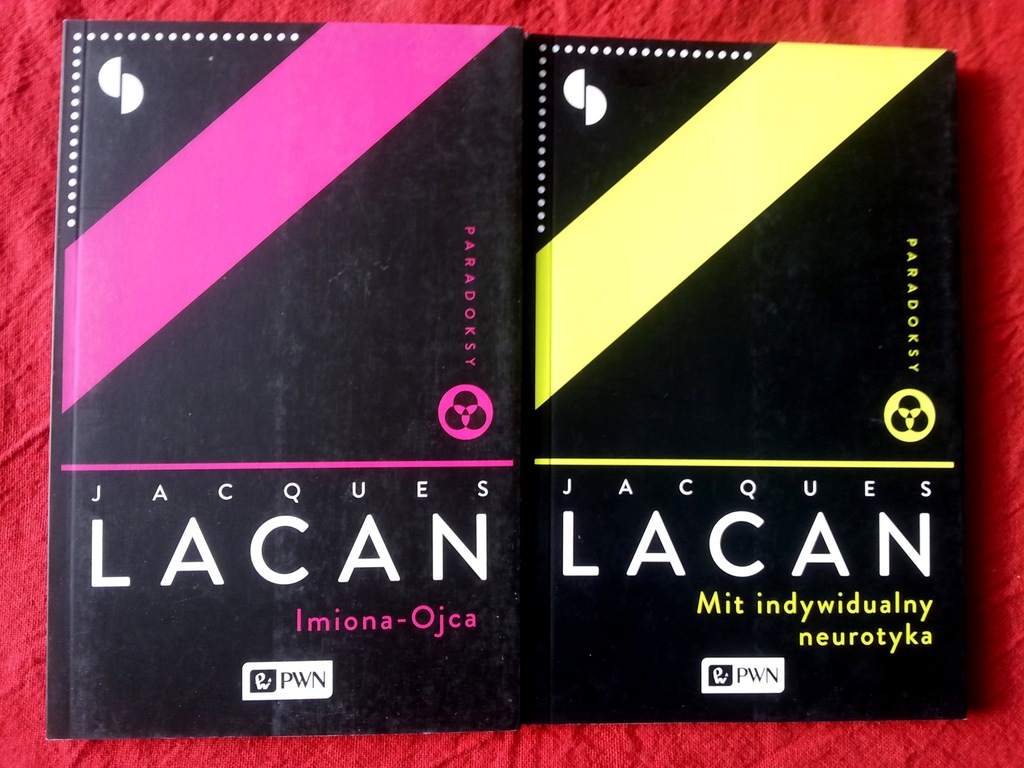 PARADOKSY
JACQUES
LACAN
Imiona-Ojca
PWN
PARADOKSY
JACQUES
LACAN
Mit indywidualny
neurotyka
PWN